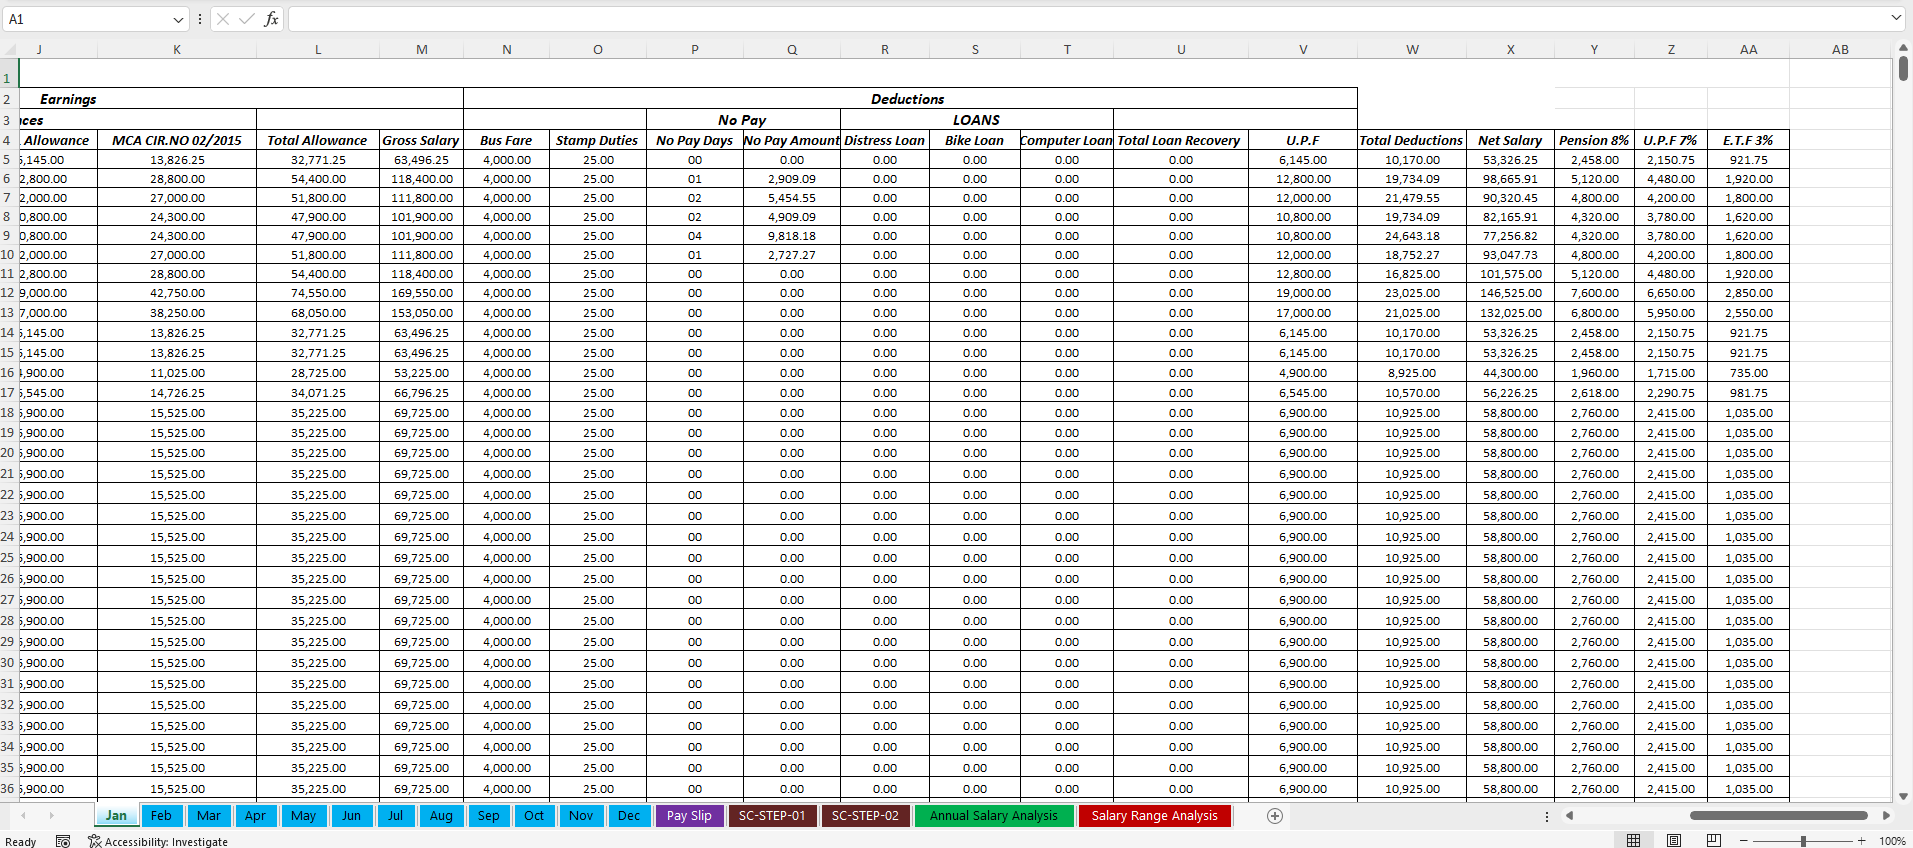 A1 fx
J K L M N O P Q R S T U V W X Y Z AA AB
1
2 Earnings Deductions
3 nces No Pay LOANS
4 Allowance MCA CIR.NO 02/2015 Total Allowance Gross Salary Bus Fare Stamp Duties No Pay Days No Pay Amount Distress Loan Bike Loan Computer Loan Total Loan Recovery U.P.F Total Deductions Net Salary Pension 8% U.P.F 7% E.T.F 3%
5 ,145.00 13,826.25 32,771.25 63,496.25 4,000.00 25.00 00 0.00 0.00 0.00 0.00 0.00 6,145.00 10,170.00 53,326.25 2,458.00 2,150.75 921.75
6 2,800.00 28,800.00 54,400.00 118,400.00 4,000.00 25.00 01 2,909.09 0.00 0.00 0.00 0.00 12,800.00 19,734.09 98,665.91 5,120.00 4,480.00 1,920.00
7 2,000.00 27,000.00 51,800.00 111,800.00 4,000.00 25.00 02 5,454.55 0.00 0.00 0.00 0.00 12,000.00 21,479.55 90,320.45 4,800.00 4,200.00 1,800.00
8 0,800.00 24,300.00 47,900.00 101,900.00 4,000.00 25.00 02 4,909.09 0.00 0.00 0.00 0.00 10,800.00 19,734.09 82,165.91 4,320.00 3,780.00 1,620.00
9 0,800.00 24,300.00 47,900.00 101,900.00 4,000.00 25.00 04 9,818.18 0.00 0.00 0.00 0.00 10,800.00 24,643.18 77,256.82 4,320.00 3,780.00 1,620.00
10 2,000.00 27,000.00 51,800.00 111,800.00 4,000.00 25.00 01 2,727.27 0.00 0.00 0.00 0.00 12,000.00 18,752.27 93,047.73 4,800.00 4,200.00 1,800.00
11 2,800.00 28,800.00 54,400.00 118,400.00 4,000.00 25.00 00 0.00 0.00 0.00 0.00 0.00 12,800.00 16,825.00 101,575.00 5,120.00 4,480.00 1,920.00
12 9,000.00 42,750.00 74,550.00 169,550.00 4,000.00 25.00 00 0.00 0.00 0.00 0.00 0.00 19,000.00 23,025.00 146,525.00 7,600.00 6,650.00 2,850.00
13 7,000.00 38,250.00 68,050.00 153,050.00 4,000.00 25.00 00 0.00 0.00 0.00 0.00 0.00 17,000.00 21,025.00 132,025.00 6,800.00 5,950.00 2,550.00
14 ,145.00 13,826.25 32,771.25 63,496.25 4,000.00 25.00 00 0.00 0.00 0.00 0.00 0.00 6,145.00 10,170.00 53,326.25 2,458.00 2,150.75 921.75
15 ,145.00 13,826.25 32,771.25 63,496.25 4,000.00 25.00 00 0.00 0.00 0.00 0.00 0.00 6,145.00 10,170.00 53,326.25 2,458.00 2,150.75 921.75
16 ,900.00 11,025.00 28,725.00 53,225.00 4,000.00 25.00 00 0.00 0.00 0.00 0.00 0.00 4,900.00 8,925.00 44,300.00 1,960.00 1,715.00 735.00
17 ,545.00 14,726.25 34,071.25 66,796.25 4,000.00 25.00 00 0.00 0.00 0.00 0.00 0.00 6,545.00 10,570.00 56,226.25 2,618.00 2,290.75 981.75
18 ,900.00 15,525.00 35,225.00 69,725.00 4,000.00 25.00 00 0.00 0.00 0.00 0.00 0.00 6,900.00 10,925.00 58,800.00 2,760.00 2,415.00 1,035.00
19 ,900.00 15,525.00 35,225.00 69,725.00 4,000.00 25.00 00 0.00 0.00 0.00 0.00 0.00 6,900.00 10,925.00 58,800.00 2,760.00 2,415.00 1,035.00
20 ,900.00 15,525.00 35,225.00 69,725.00 4,000.00 25.00 00 0.00 0.00 0.00 0.00 0.00 6,900.00 10,925.00 58,800.00 2,760.00 2,415.00 1,035.00
21 ,900.00 15,525.00 35,225.00 69,725.00 4,000.00 25.00 00 0.00 0.00 0.00 0.00 0.00 6,900.00 10,925.00 58,800.00 2,760.00 2,415.00 1,035.00
22 ,900.00 15,525.00 35,225.00 69,725.00 4,000.00 25.00 00 0.00 0.00 0.00 0.00 0.00 6,900.00 10,925.00 58,800.00 2,760.00 2,415.00 1,035.00
23 ,900.00 15,525.00 35,225.00 69,725.00 4,000.00 25.00 00 0.00 0.00 0.00 0.00 0.00 6,900.00 10,925.00 58,800.00 2,760.00 2,415.00 1,035.00
24 ,900.00 15,525.00 35,225.00 69,725.00 4,000.00 25.00 00 0.00 0.00 0.00 0.00 0.00 6,900.00 10,925.00 58,800.00 2,760.00 2,415.00 1,035.00
25 ,900.00 15,525.00 35,225.00 69,725.00 4,000.00 25.00 00 0.00 0.00 0.00 0.00 0.00 6,900.00 10,925.00 58,800.00 2,760.00 2,415.00 1,035.00
26 ,900.00 15,525.00 35,225.00 69,725.00 4,000.00 25.00 00 0.00 0.00 0.00 0.00 0.00 6,900.00 10,925.00 58,800.00 2,760.00 2,415.00 1,035.00
27 ,900.00 15,525.00 35,225.00 69,725.00 4,000.00 25.00 00 0.00 0.00 0.00 0.00 0.00 6,900.00 10,925.00 58,800.00 2,760.00 2,415.00 1,035.00
28 ,900.00 15,525.00 35,225.00 69,725.00 4,000.00 25.00 00 0.00 0.00 0.00 0.00 0.00 6,900.00 10,925.00 58,800.00 2,760.00 2,415.00 1,035.00
29 ,900.00 15,525.00 35,225.00 69,725.00 4,000.00 25.00 00 0.00 0.00 0.00 0.00 0.00 6,900.00 10,925.00 58,800.00 2,760.00 2,415.00 1,035.00
30 ,900.00 15,525.00 35,225.00 69,725.00 4,000.00 25.00 00 0.00 0.00 0.00 0.00 0.00 6,900.00 10,925.00 58,800.00 2,760.00 2,415.00 1,035.00
31 ,900.00 15,525.00 35,225.00 69,725.00 4,000.00 25.00 00 0.00 0.00 0.00 0.00 0.00 6,900.00 10,925.00 58,800.00 2,760.00 2,415.00 1,035.00
32 ,900.00 15,525.00 35,225.00 69,725.00 4,000.00 25.00 00 0.00 0.00 0.00 0.00 0.00 6,900.00 10,925.00 58,800.00 2,760.00 2,415.00 1,035.00
33 ,900.00 15,525.00 35,225.00 69,725.00 4,000.00 25.00 00 0.00 0.00 0.00 0.00 0.00 6,900.00 10,925.00 58,800.00 2,760.00 2,415.00 1,035.00
34 ,900.00 15,525.00 35,225.00 69,725.00 4,000.00 25.00 00 0.00 0.00 0.00 0.00 0.00 6,900.00 10,925.00 58,800.00 2,760.00 2,415.00 1,035.00
35 ,900.00 15,525.00 35,225.00 69,725.00 4,000.00 25.00 00 0.00 0.00 0.00 0.00 0.00 6,900.00 10,925.00 58,800.00 2,760.00 2,415.00 1,035.00
36 ,900.00 15,525.00 35,225.00 69,725.00 4,000.00 25.00 00 0.00 0.00 0.00 0.00 0.00 6,900.00 10,925.00 58,800.00 2,760.00 2,415.00 1,035.00
Jan Feb Mar Apr May Jun Jul Aug Sep Oct Nov Dec Pay Slip SC-STEP-01 SC-STEP-02 Annual Salary Analysis Salary Range Analysis
Ready Accessibility: Investigate 100%